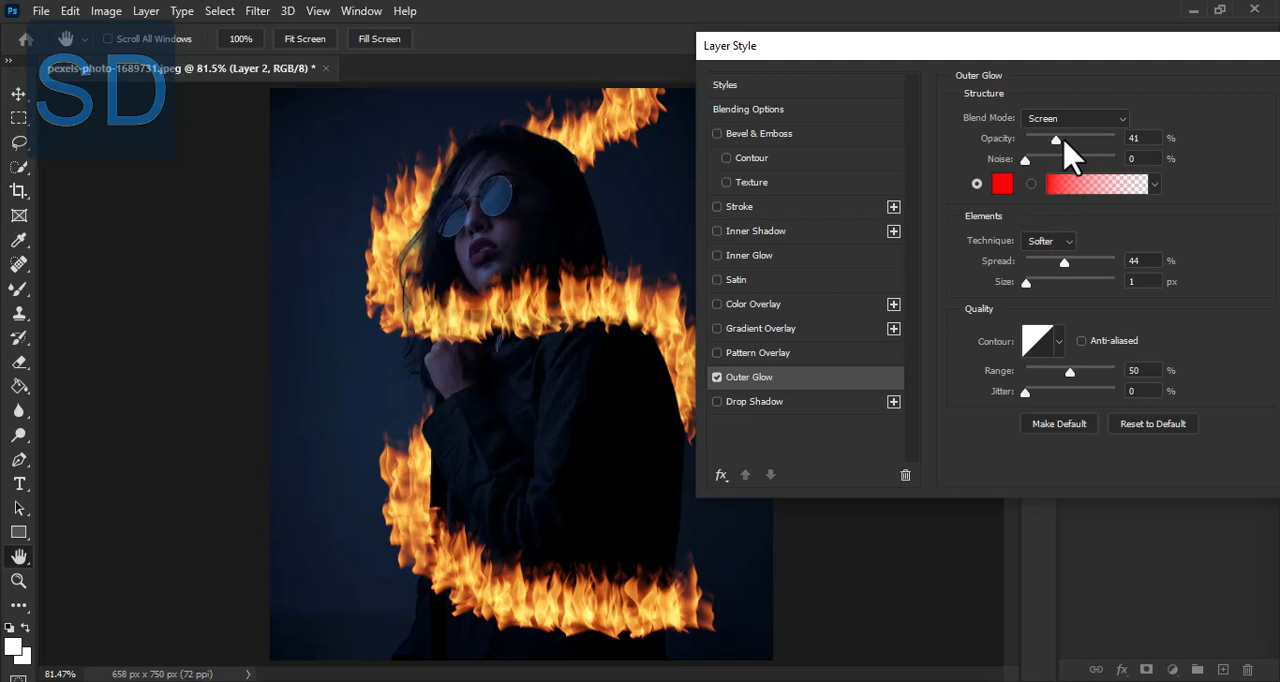 Ps File Edit Image Layer Type Select Filter 3D View Window Help
Scroll All Windows 100% Fit Screen Fill Screen
pexels-photo-1689731.jpeg @ 81.5% (Layer 2, RGB/8) * ×
SD
Layer Style
Styles
Blending Options
Bevel & Emboss
Contour
Texture
Stroke
Inner Shadow
Inner Glow
Satin
Color Overlay
Gradient Overlay
Pattern Overlay
Outer Glow
Drop Shadow
fx
Outer Glow
Structure
Blend Mode: Screen
Opacity: 41 %
Noise: 0 %
Elements
Technique: Softer
Spread: 44 %
Size: 1 px
Quality
Contour: Anti-aliased
Range: 50 %
Jitter: 0 %
Make Default Reset to Default
T
81.47% 658 px x 750 px (72 ppi)
fx